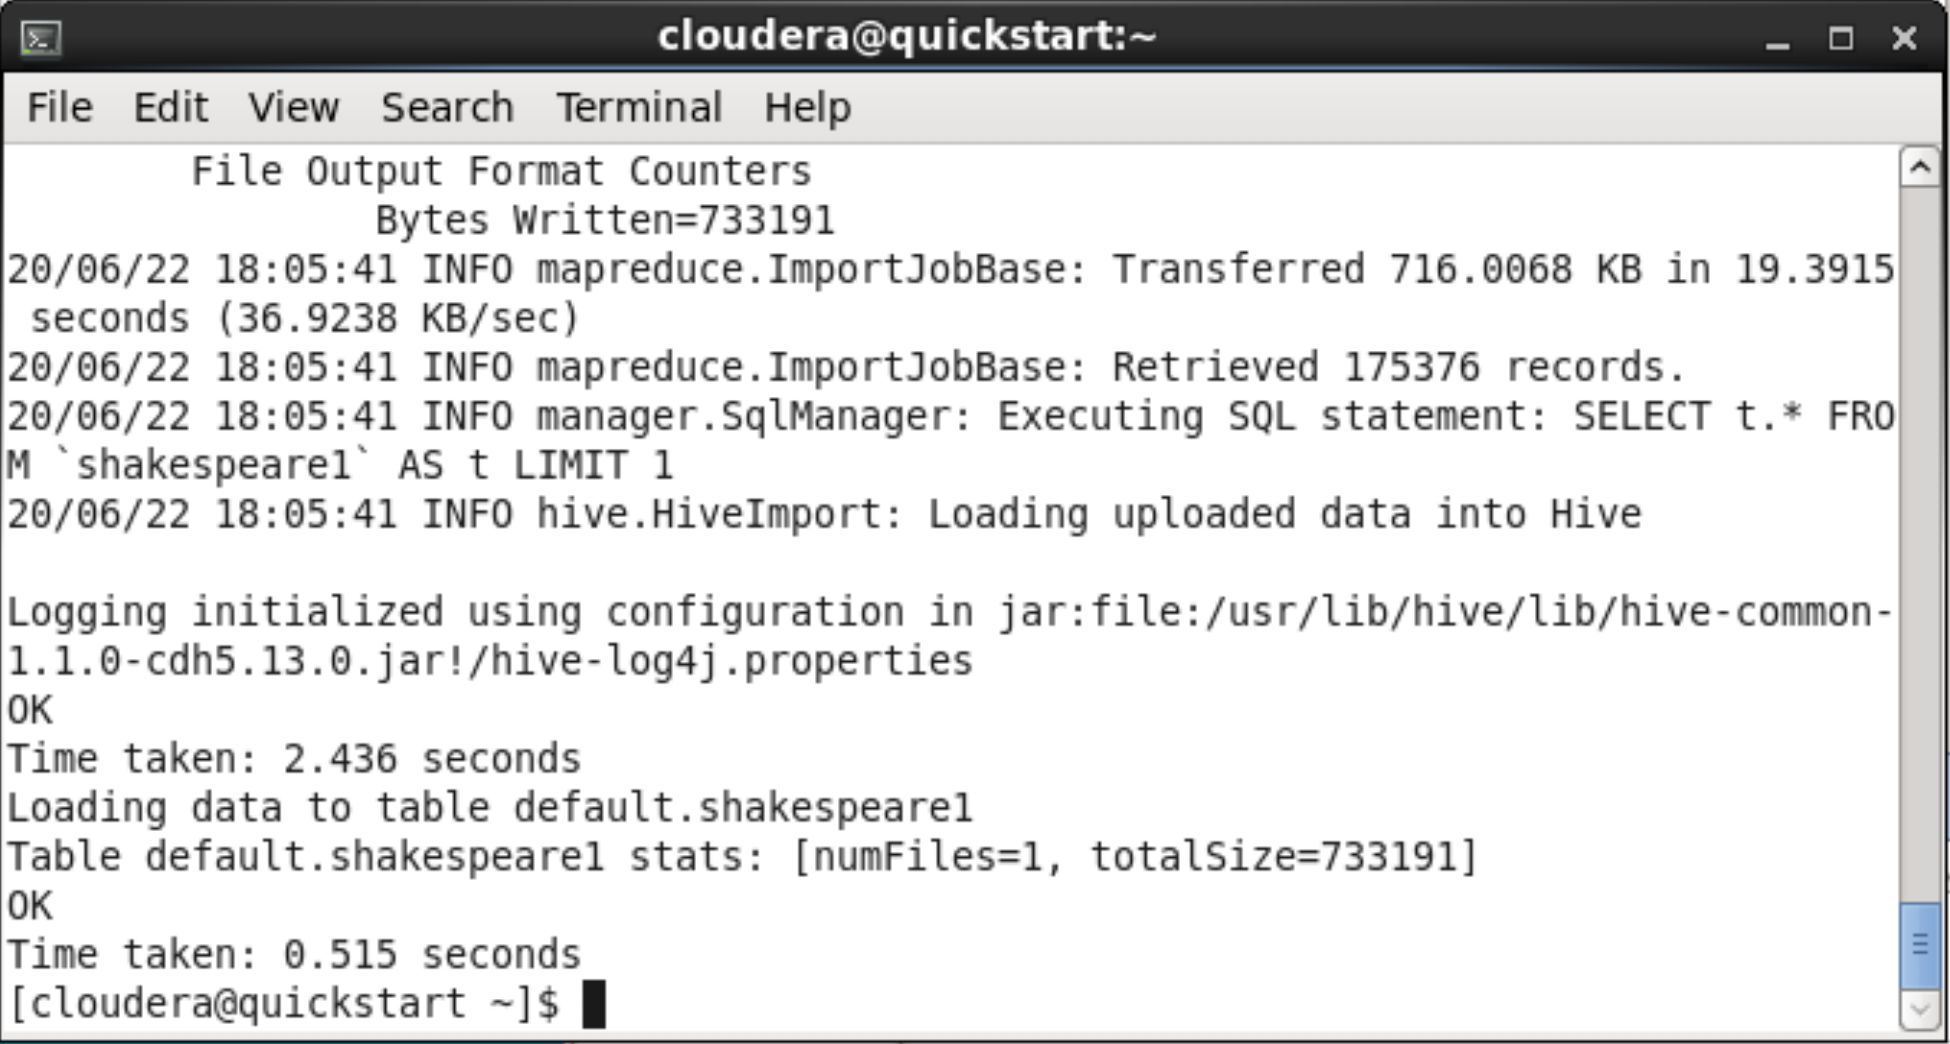 cloudera@quickstart:~
File Edit View Search Terminal Help
File Output Format Counters
Bytes Written=733191
20/06/22 18:05:41 INFO mapreduce.ImportJobBase: Transferred 716.0068 KB in 19.3915
seconds (36.9238 KB/sec)
20/06/22 18:05:41 INFO mapreduce.ImportJobBase: Retrieved 175376 records.
20/06/22 18:05:41 INFO manager.SqlManager: Executing SQL statement: SELECT t.* FRO
M `shakespeare1` AS t LIMIT 1
20/06/22 18:05:41 INFO hive.HiveImport: Loading uploaded data into Hive
Logging initialized using configuration in jar:file:/usr/lib/hive/lib/hive-common-
1.1.0-cdh5.13.0.jar!/hive-log4j.properties
OK
Time taken: 2.436 seconds
Loading data to table default.shakespeare1
Table default.shakespeare1 stats: [numFiles=1, totalSize=733191]
OK
Time taken: 0.515 seconds
[cloudera@quickstart ~]$